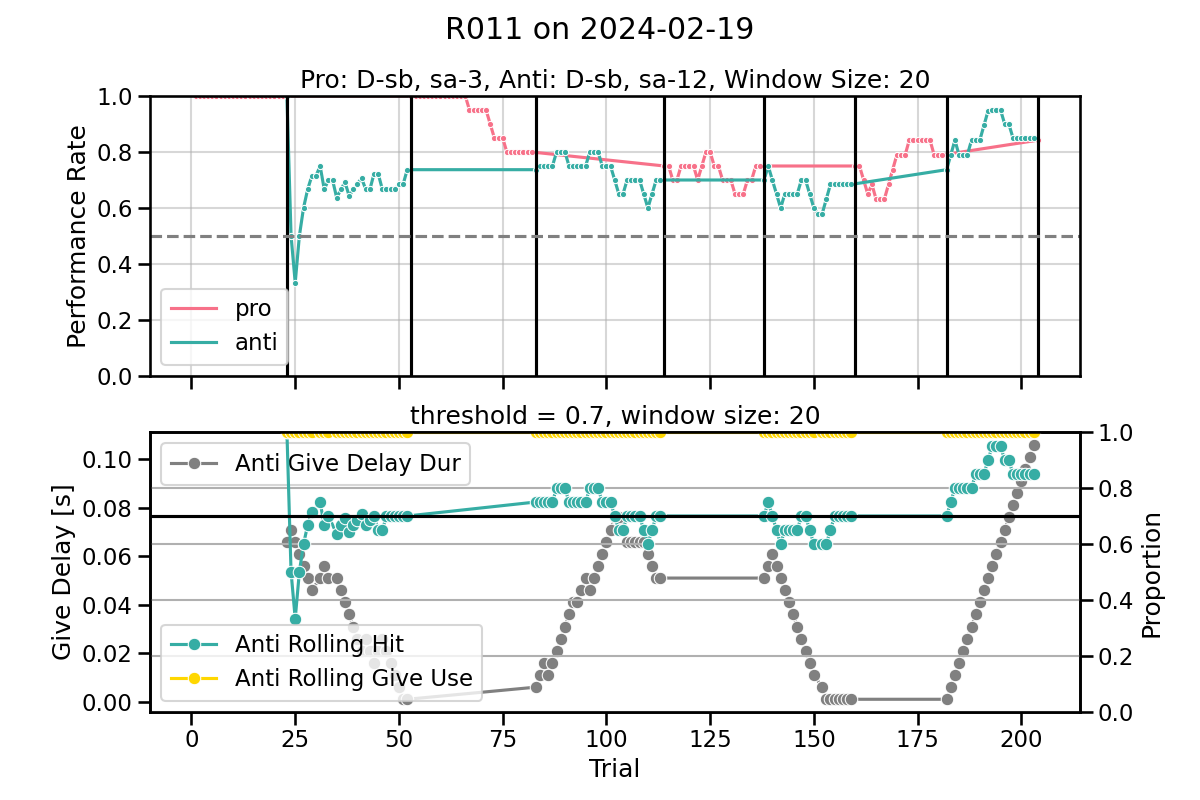 R011 on 2024-02-19
Pro: D-sb, sa-3, Anti: D-sb, sa-12, Window Size: 20
Performance Rate
1.0
0.8
0.6
0.4
0.2
0.0
pro
anti
threshold = 0.7, window size: 20
Give Delay [s]
0.10
0.08
0.06
0.04
0.02
0.00
Anti Give Delay Dur
Anti Rolling Hit
Anti Rolling Give Use
1.0
0.8
0.6
0.4
0.2
0.0
Proportion
0 25 50 75 100 125 150 175 200
Trial